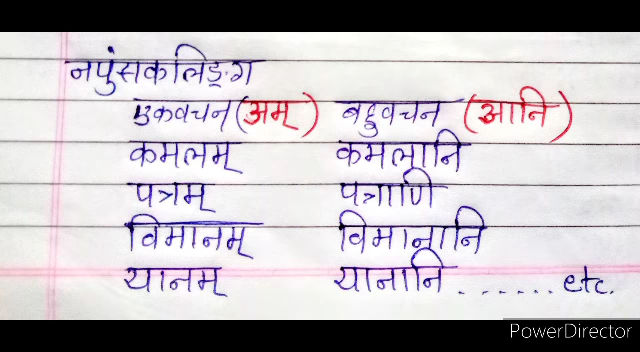 नपुंसकलिङ्ग
एकवचन (अम्) बहुवचन (आनि)
कमलम् कमलानि
पत्रम् पत्राणि
विमानम् विमानानि
यानम् यानानि ....... etc.
PowerDirector